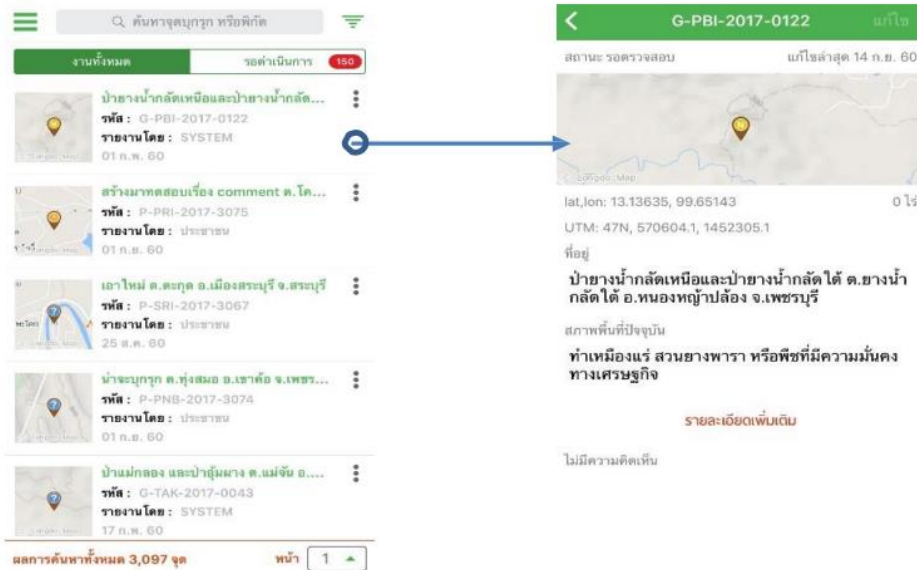 ค้นหาจุดบุกรุก หรือพิกัด
งานทั้งหมด
รอดำเนินการ 150
ป่ายางน้ำกลัดเหนือและป่ายางน้ำกลัด...
รหัส : G-PBI-2017-0122
รายงานโดย : SYSTEM
01 ก.พ. 60
สร้างมาทดสอบเรื่อง comment ต.โค...
รหัส : P-PRI-2017-3075
รายงานโดย : ประชาชน
01 ก.ย. 60
เอาใหม่ ต.ตะกุด อ.เมืองสระบุรี จ.สระบุรี
รหัส : P-SRI-2017-3067
รายงานโดย : ประชาชน
25 ส.ค. 60
น่าจะบุกรุก ต.ทุ่งสมอ อ.เขาค้อ จ.เพชร...
รหัส : P-PNB-2017-3074
รายงานโดย : ประชาชน
01 ก.ย. 60
ป่าแม่กลอง และป่าอุ้มผาง ต.แม่จัน อ....
รหัส : G-TAK-2017-0043
รายงานโดย : SYSTEM
17 ก.พ. 60
ผลการค้นหาทั้งหมด 3,097 จุด
หน้า 1
G-PBI-2017-0122
แก้ไข
สถานะ รอตรวจสอบ
แก้ไขล่าสุด 14 ก.ย. 60
Longdo Map
lat,lon: 13.13635, 99.65143
0 ไร่
UTM: 47N, 570604.1, 1452305.1
ที่อยู่
ป่ายางน้ำกลัดเหนือและป่ายางน้ำกลัดใต้ ต.ยางน้ำ
กลัดใต้ อ.หนองหญ้าปล้อง จ.เพชรบุรี
สภาพพื้นที่ปัจจุบัน
ทำเหมืองแร่ สวนยางพารา หรือพืชที่มีความมั่นคง
ทางเศรษฐกิจ
รายละเอียดเพิ่มเติม
ไม่มีความคิดเห็น